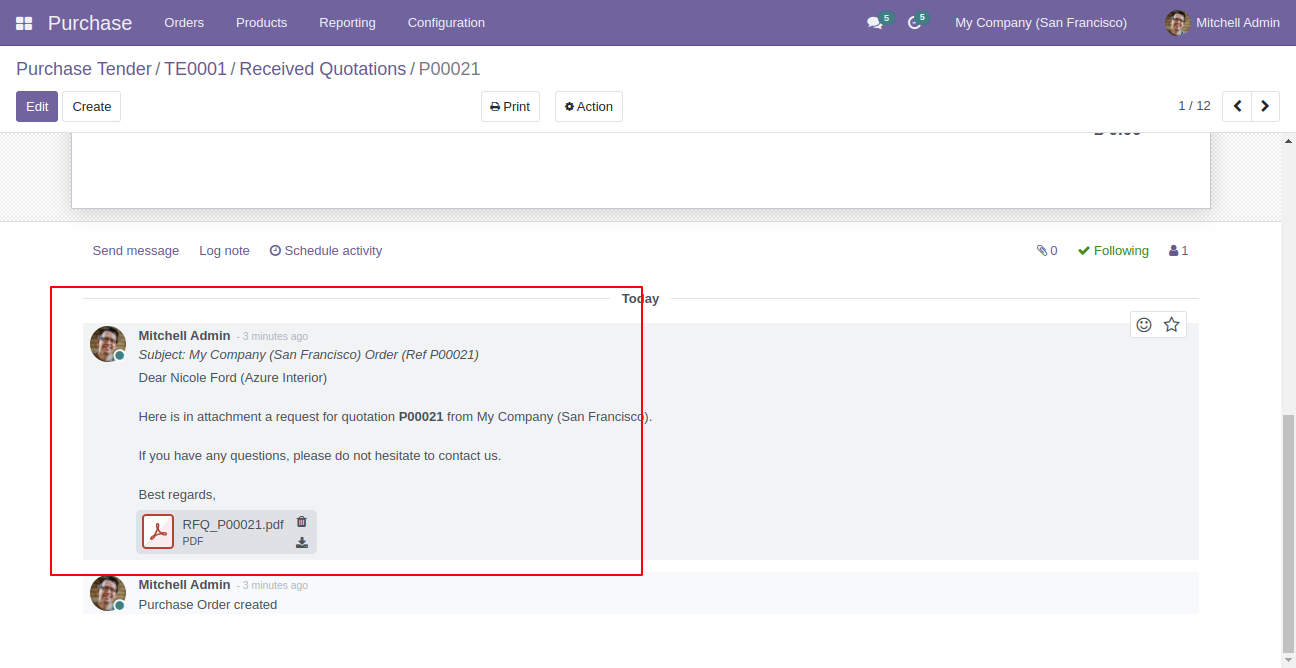 Purchase Orders Products Reporting Configuration 5 5 My Company (San Francisco) Mitchell Admin
Purchase Tender / TE0001 / Received Quotations / P00021
Edit Create Print Action 1 / 12
Send message Log note Schedule activity 0 Following 1
Today
Mitchell Admin - 3 minutes ago
Subject: My Company (San Francisco) Order (Ref P00021)
Dear Nicole Ford (Azure Interior)
Here is in attachment a request for quotation P00021 from My Company (San Francisco).
If you have any questions, please do not hesitate to contact us.
Best regards,
RFQ_P00021.pdf
PDF
Mitchell Admin - 3 minutes ago
Purchase Order created